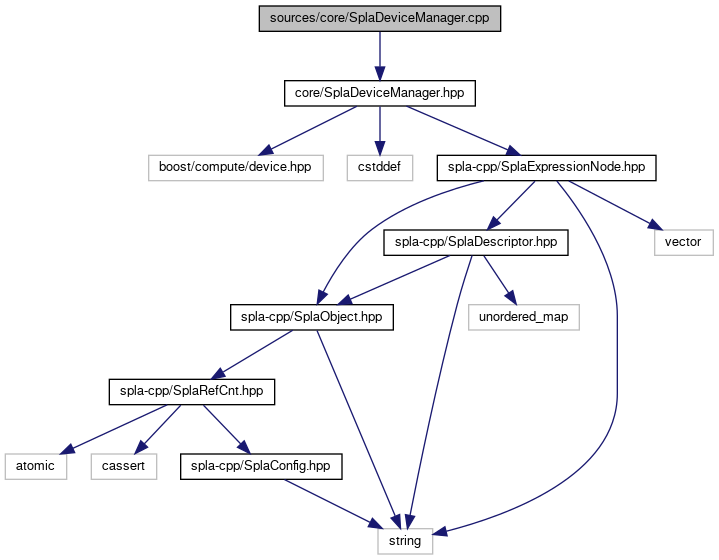 sources/core/SplaDeviceManager.cpp
core/SplaDeviceManager.hpp
boost/compute/device.hpp
cstddef
spla-cpp/SplaExpressionNode.hpp
spla-cpp/SplaDescriptor.hpp
vector
spla-cpp/SplaObject.hpp
unordered_map
spla-cpp/SplaRefCnt.hpp
atomic
cassert
spla-cpp/SplaConfig.hpp
string